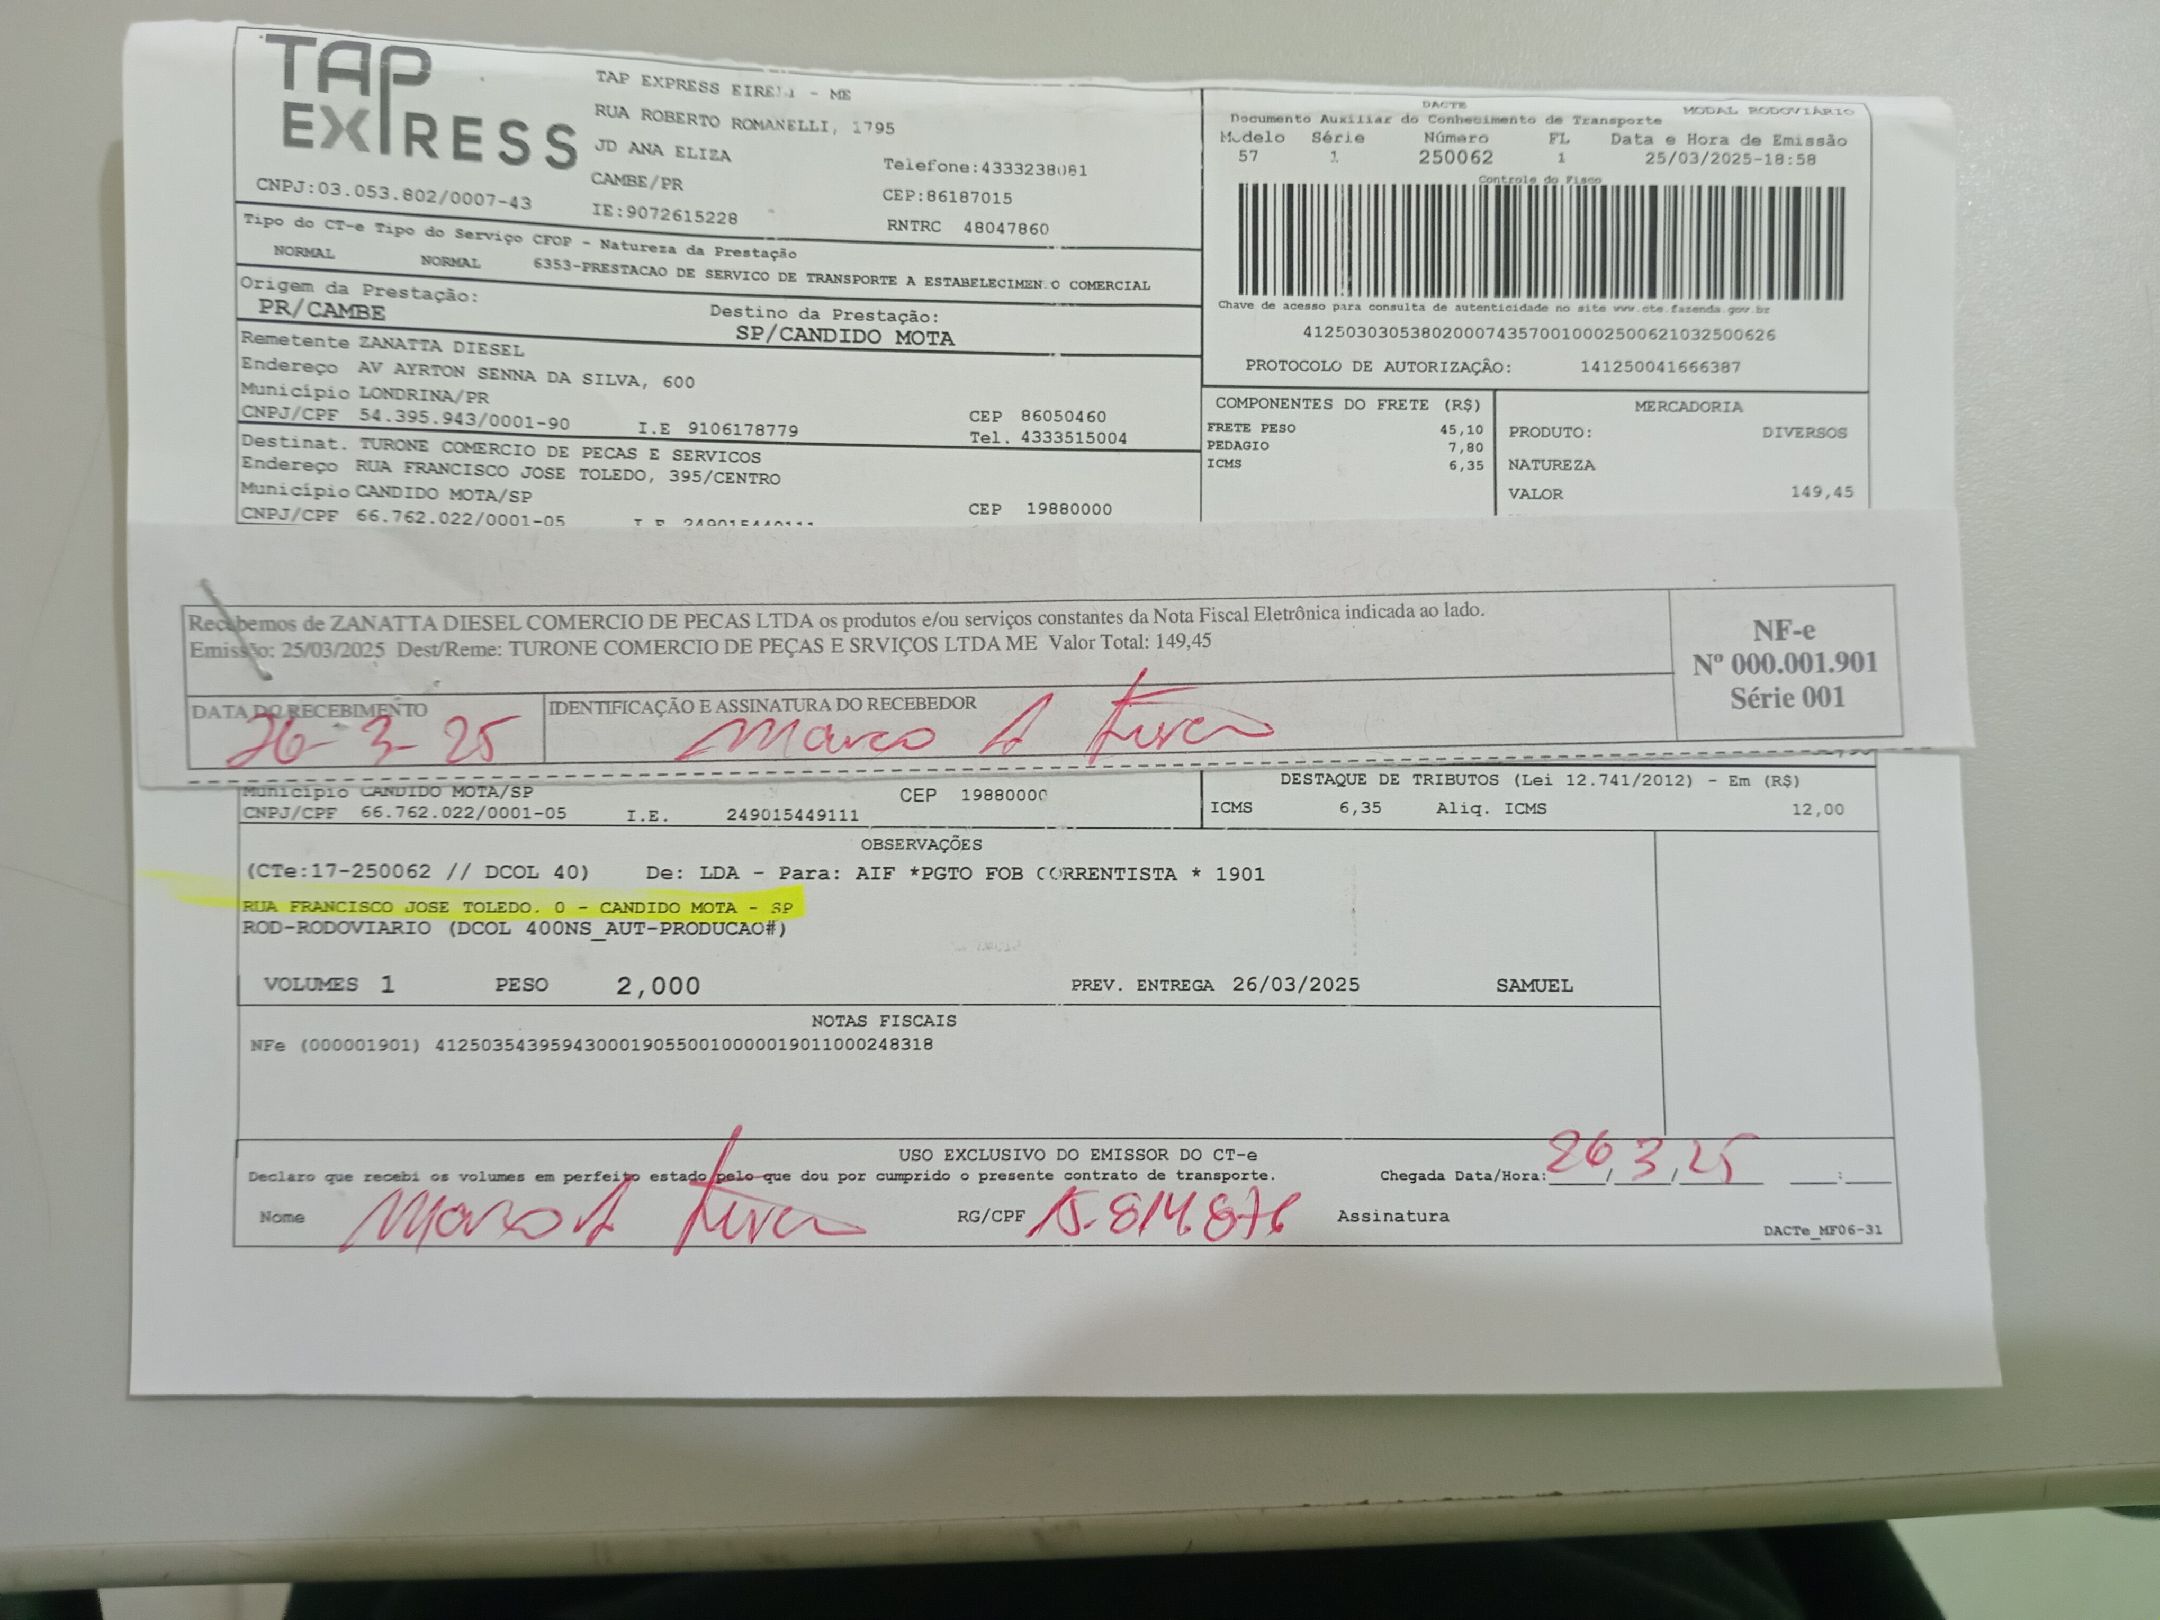 TAP EXPRESS
TAP EXPRESS EIRELI - ME
RUA ROBERTO ROMANELLI, 1795
JD ANA ELIZA
Telefone:4333238081
CAMBE/PR
CEP:86187015
CNPJ:03.053.802/0007-43
IE:9072615228
RNTRC 48047860
Tipo do CT-e Tipo do Serviço CFOP - Natureza da Prestação
NORMAL NORMAL 6353-PRESTACAO DE SERVICO DE TRANSPORTE A ESTABELECIMEN O COMERCIAL
Origem da Prestação:
PR/CAMBE
Destino da Prestação:
SP/CANDIDO MOTA
Remetente ZANATTA DIESEL
Endereço AV AYRTON SENNA DA SILVA, 600
Município LONDRINA/PR
CEP 86050460
CNPJ/CPF 54.395.943/0001-90 I.E 9106178779 Tel. 4333515004
Destinat. TURONE COMERCIO DE PECAS E SERVICOS
Endereço RUA FRANCISCO JOSE TOLEDO, 395/CENTRO
Município CANDIDO MOTA/SP
CEP 19880000
CNPJ/CPF 66.762.022/0001-05 I E 249015449111
DACTE MODAL RODOVIÁRIO
Documento Auxiliar do Conhecimento de Transporte
Modelo Série Número FL Data e Hora de Emissão
57 1 250062 1 25/03/2025-18:58
Controle do Fisco
Chave de acesso para consulta de autenticidade no site www.cte.fazenda.gov.br
41250303053802000743570010002500621032500626
PROTOCOLO DE AUTORIZAÇÃO: 141250041666387
COMPONENTES DO FRETE (R$)
FRETE PESO 45,10
PEDAGIO 7,80
ICMS 6,35
MERCADORIA
PRODUTO: DIVERSOS
NATUREZA
VALOR 149,45
Recebemos de ZANATTA DIESEL COMERCIO DE PECAS LTDA os produtos e/ou serviços constantes da Nota Fiscal Eletrônica indicada ao lado.
Emissão: 25/03/2025 Dest/Reme: TURONE COMERCIO DE PEÇAS E SRVIÇOS LTDA ME Valor Total: 149,45
NF-e
Nº 000.001.901
Série 001
DATA DO RECEBIMENTO
26-3-25
IDENTIFICAÇÃO E ASSINATURA DO RECEBEDOR
Marco A
Município CANDIDO MOTA/SP CEP 19880000
CNPJ/CPF 66.762.022/0001-05 I.E. 249015449111
DESTAQUE DE TRIBUTOS (Lei 12.741/2012) - Em (R$)
ICMS 6,35 Aliq. ICMS 12,00
OBSERVAÇÕES
(CTe:17-250062 // DCOL 40) De: LDA - Para: AIF *PGTO FOB CORRENTISTA * 1901
RUA FRANCISCO JOSE TOLEDO, 0 - CANDIDO MOTA - SP
ROD-RODOVIARIO (DCOL 400NS_AUT-PRODUCAO#)
VOLUMES 1 PESO 2,000 PREV. ENTREGA 26/03/2025 SAMUEL
NOTAS FISCAIS
NFe (000001901) 41250354395943000190550010000019011000248318
USO EXCLUSIVO DO EMISSOR DO CT-e
Declaro que recebi os volumes em perfeito estado pelo que dou por cumprido o presente contrato de transporte.
Chegada Data/Hora: 26/3/25 :
Nome Marco A
RG/CPF 15.814.876
Assinatura
DACTe_MF06-31